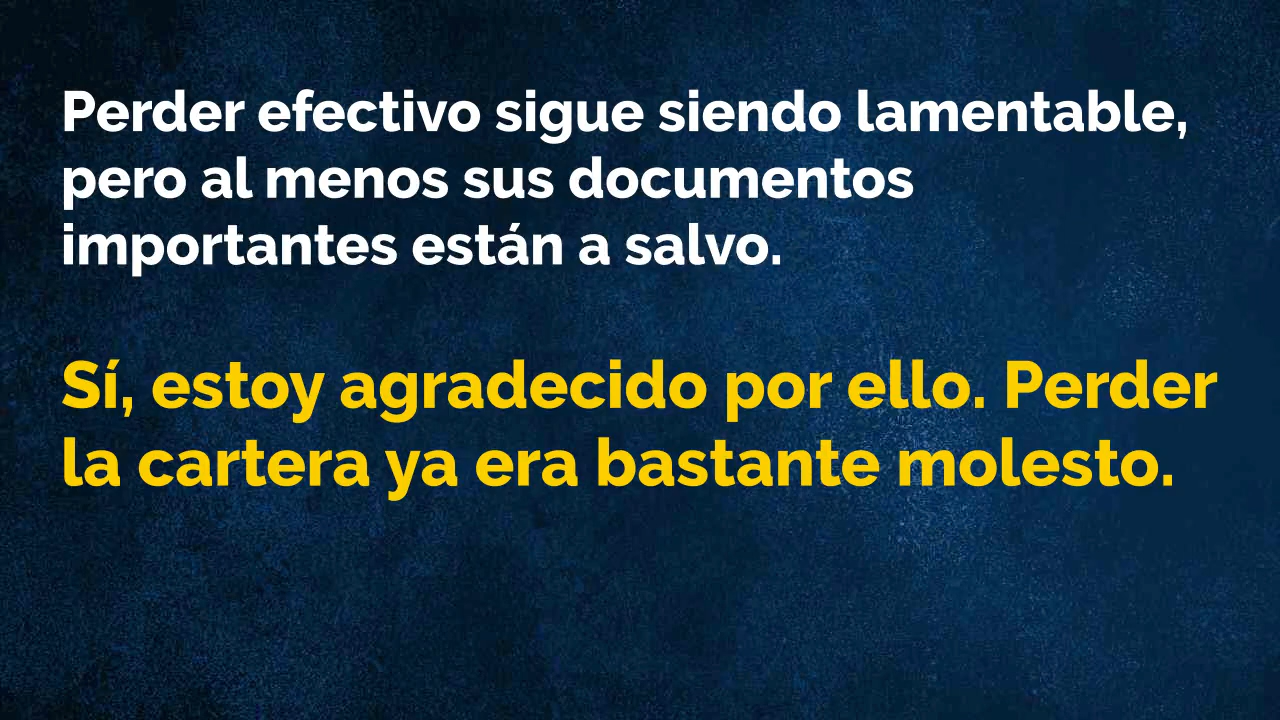 Perder efectivo sigue siendo lamentable,
pero al menos sus documentos
importantes están a salvo.
Sí, estoy agradecido por ello. Perder
la cartera ya era bastante molesto.